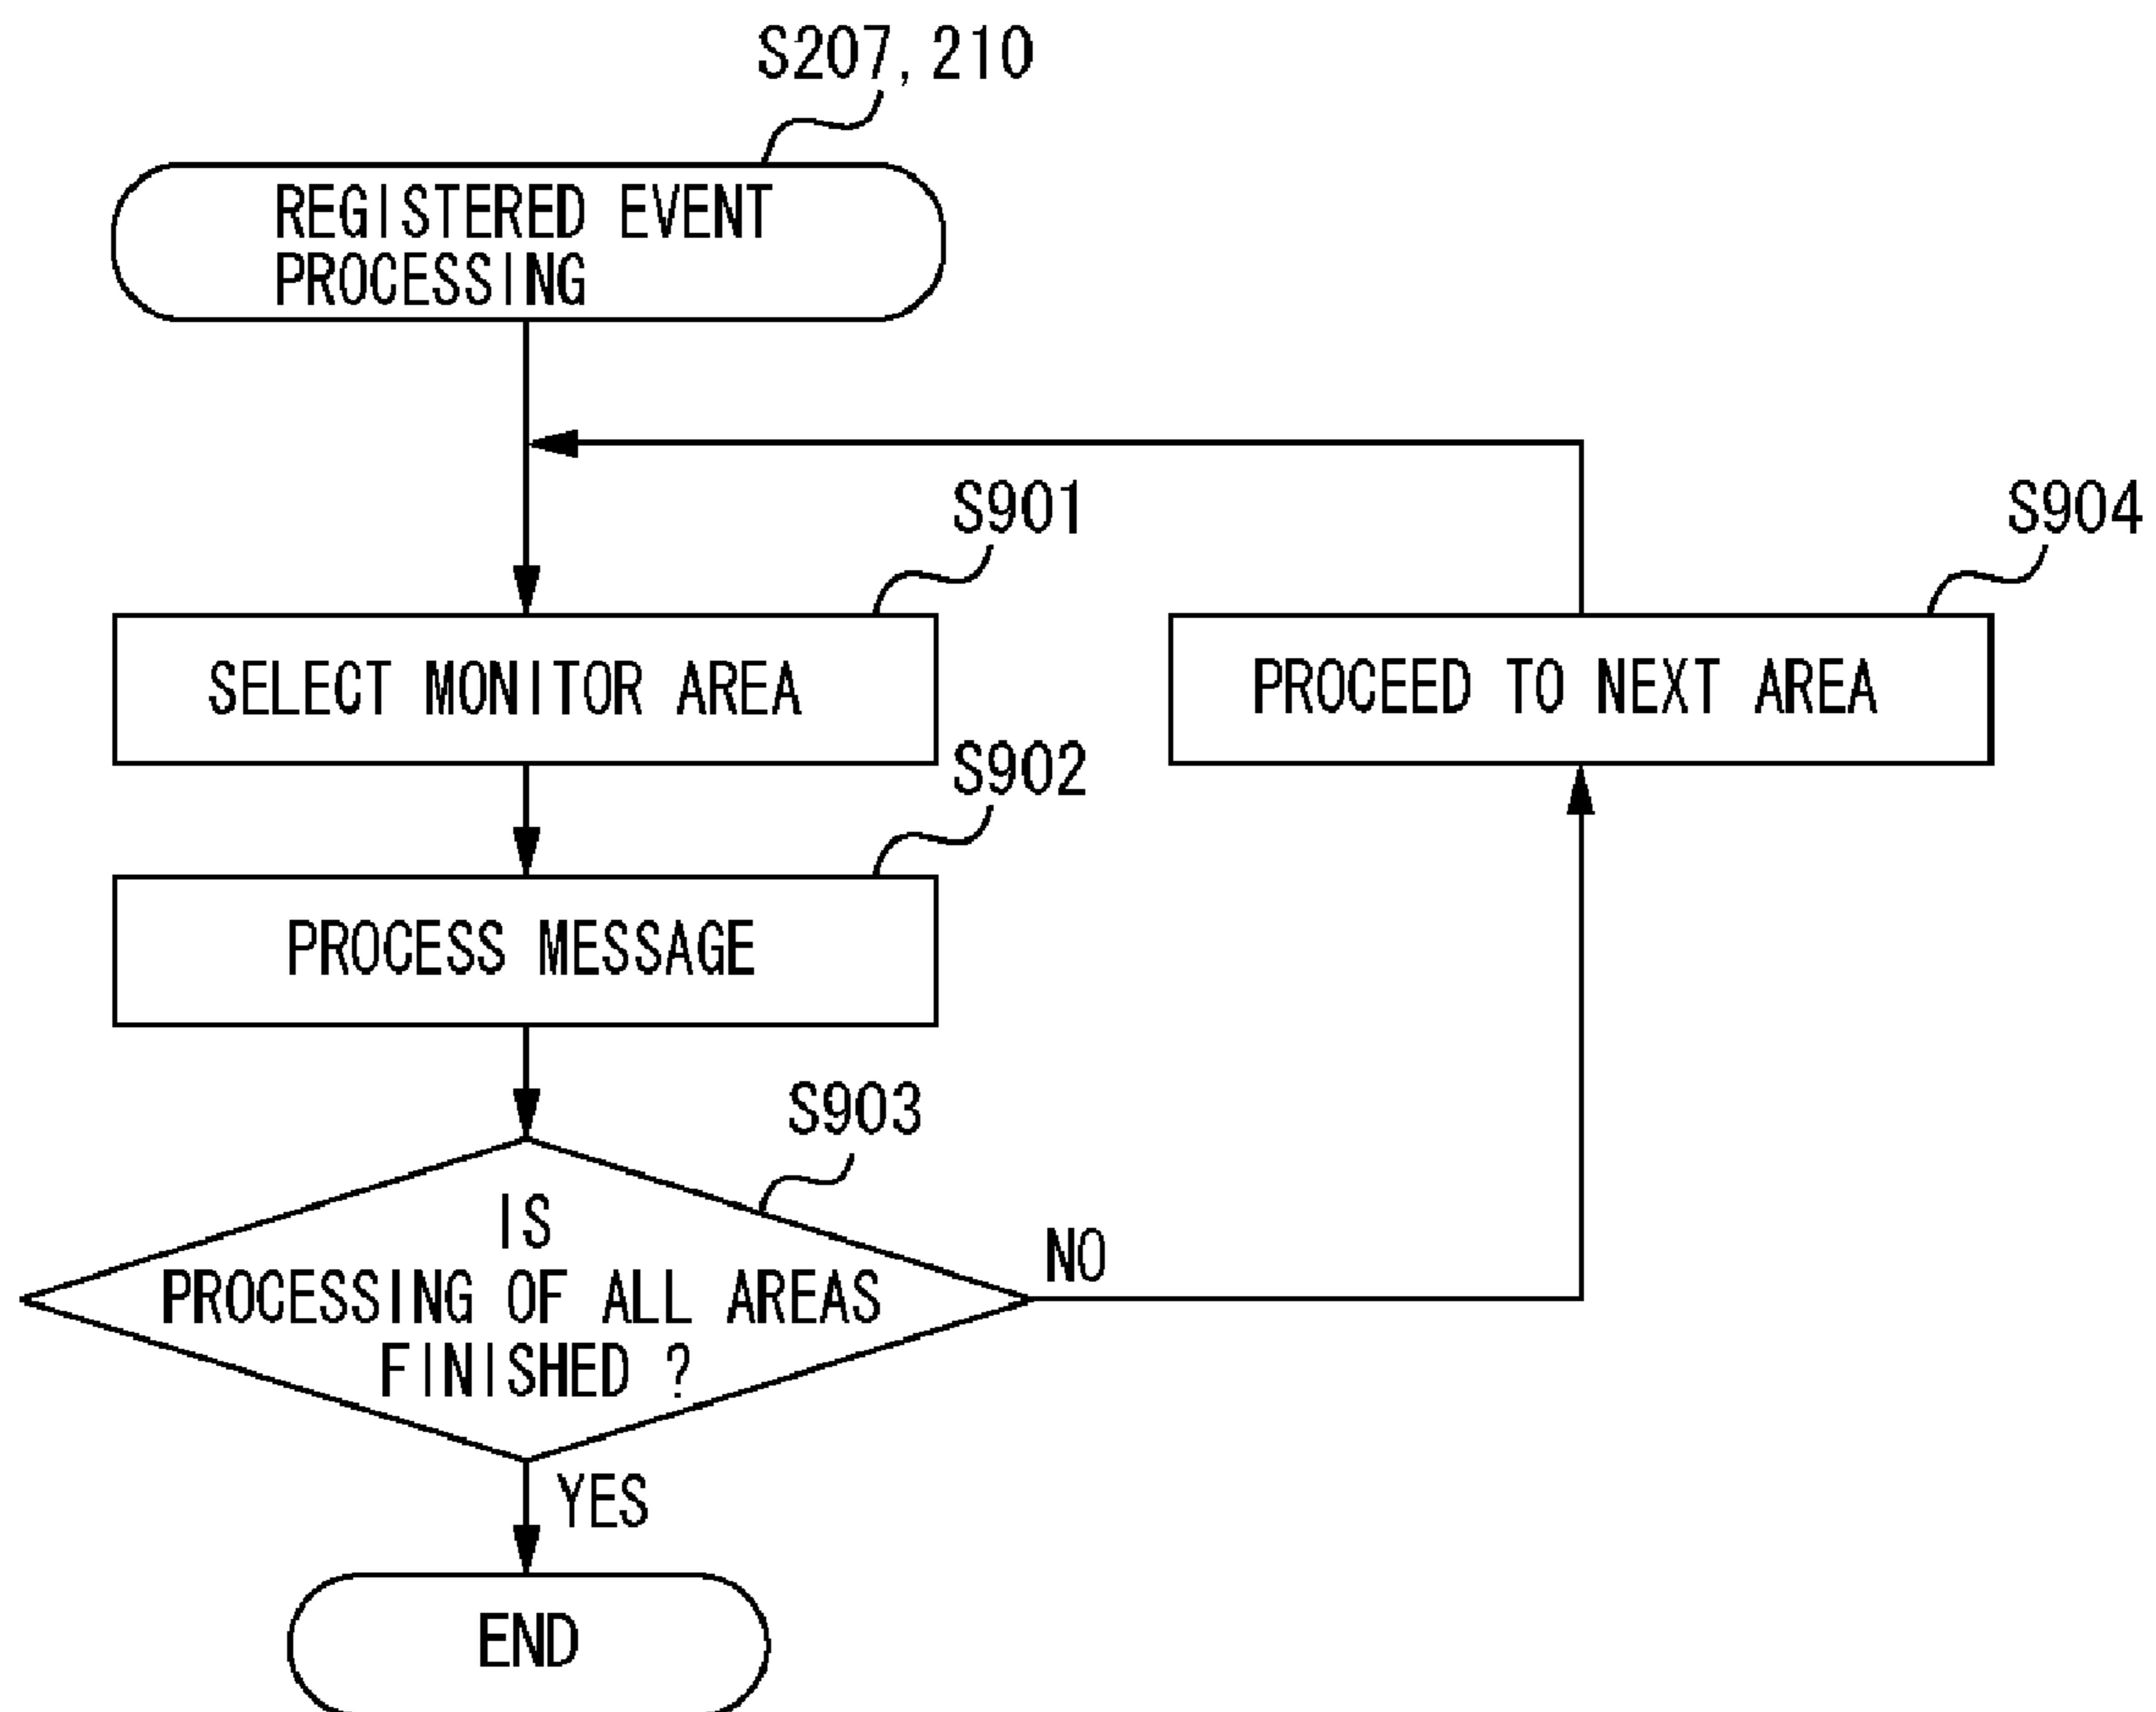 S207, 210
REGISTERED EVENT
PROCESSING
S901
SELECT MONITOR AREA
S904
PROCEED TO NEXT AREA
S902
PROCESS MESSAGE
S903
IS
PROCESSING OF ALL AREAS
FINISHED ?
NO
YES
END